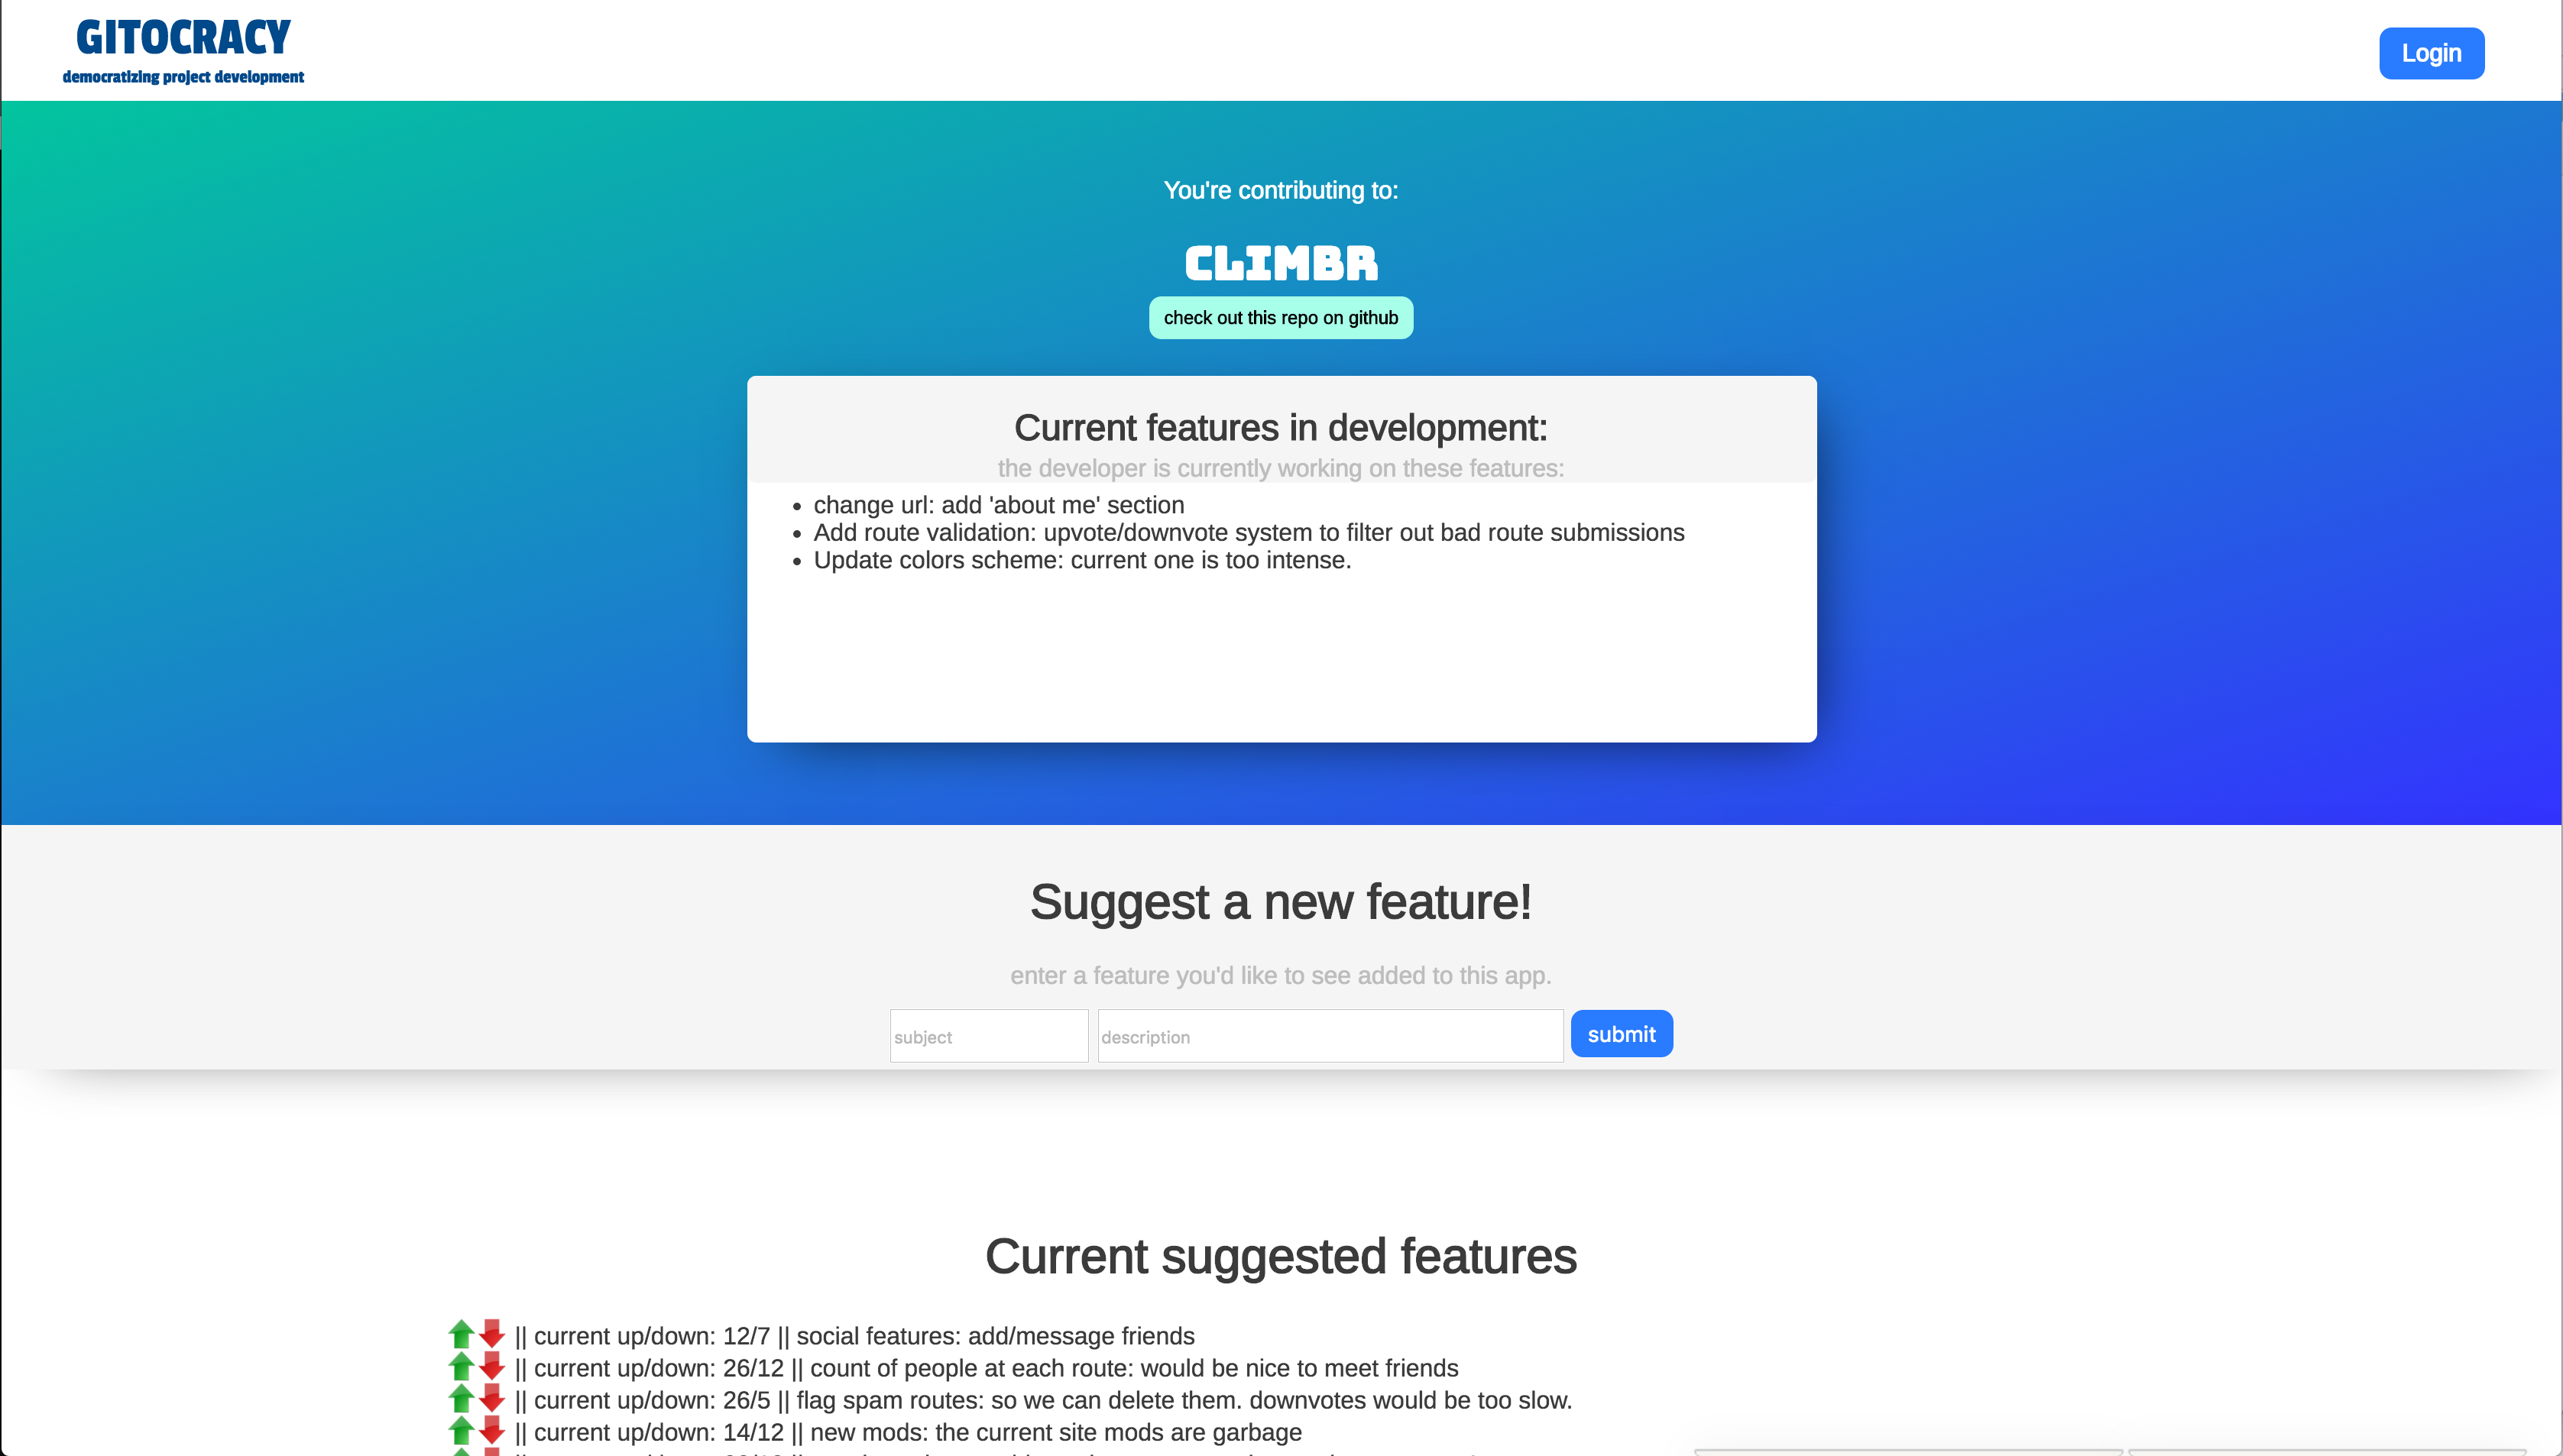 GITOCRACY
democratizing project development
Login
You're contributing to:
CLIMBR
check out this repo on github
Current features in development:
the developer is currently working on these features:
• change url: add 'about me' section
• Add route validation: upvote/downvote system to filter out bad route submissions
• Update colors scheme: current one is too intense.
Suggest a new feature!
enter a feature you'd like to see added to this app.
subject description submit
Current suggested features
|| current up/down: 12/7 || social features: add/message friends
|| current up/down: 26/12 || count of people at each route: would be nice to meet friends
|| current up/down: 26/5 || flag spam routes: so we can delete them. downvotes would be too slow.
|| current up/down: 14/12 || new mods: the current site mods are garbage